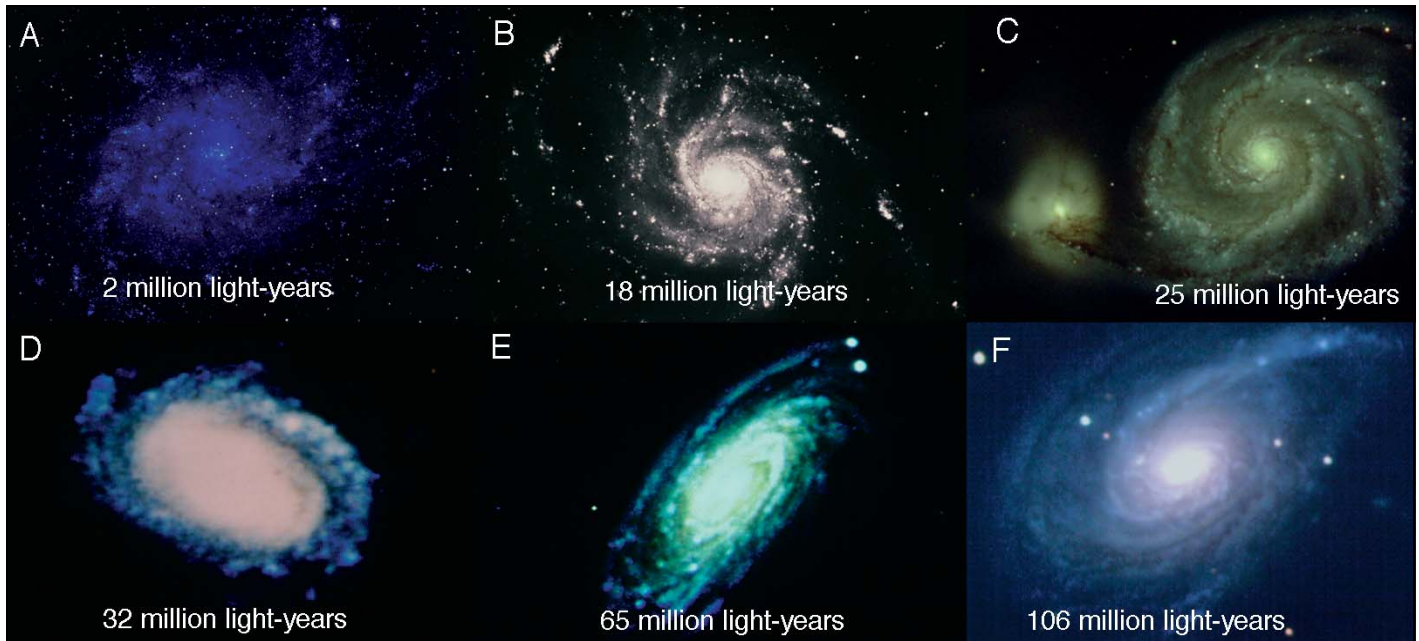 A
B
C
2 million light-years
18 million light-years
25 million light-years
D
E
F
32 million light-years
65 million light-years
106 million light-years